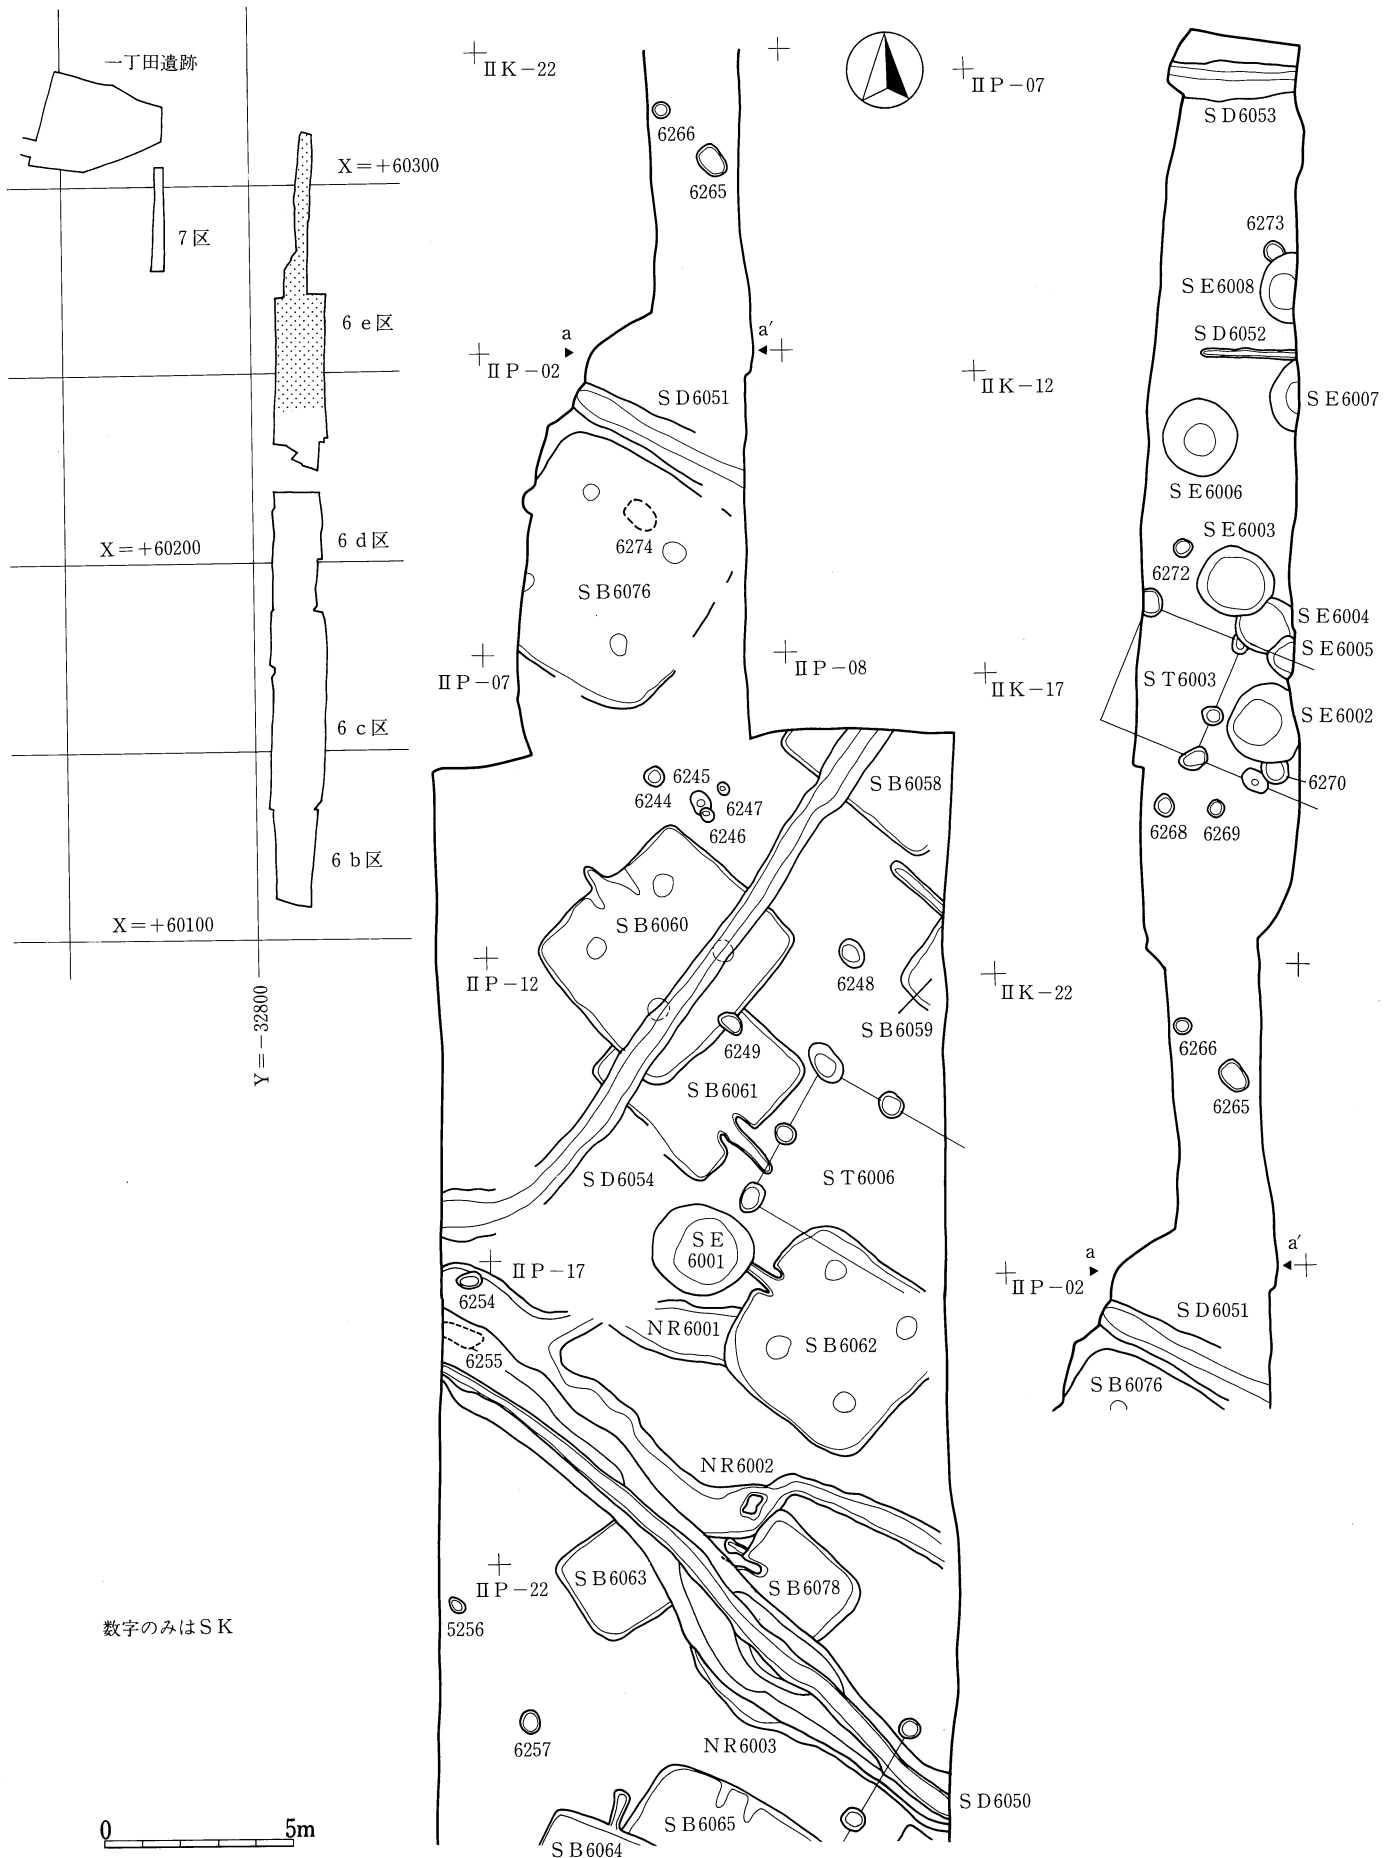 一丁田遺跡
X=+60300
7区
6e区
6d区
X=+60200
6c区
6b区
X=+60100
Y=-32800
数字のみはSK
0 5m
ⅡK-22
6266
6265
a a′
ⅡP-02
SD6051
6274
SB6076
ⅡP-07
ⅡP-08
6245
6244
6247
6246
SB6058
SB6060
ⅡP-12
6248
SB6059
6249
SB6061
SD6054
ST6006
SE
6001
ⅡP-17
6254
NR6001
SB6062
6255
NR6002
ⅡP-22
SB6063
SB6078
5256
6257
NR6003
SD6050
SB6065
SB6064
ⅡP-07
SD6053
6273
SE6008
SD6052
ⅡK-12
SE6007
SE6006
SE6003
6272
SE6004
SE6005
ⅡK-17
ST6003
SE6002
6270
6268
6269
ⅡK-22
6266
6265
a a′
ⅡP-02
SD6051
SB6076